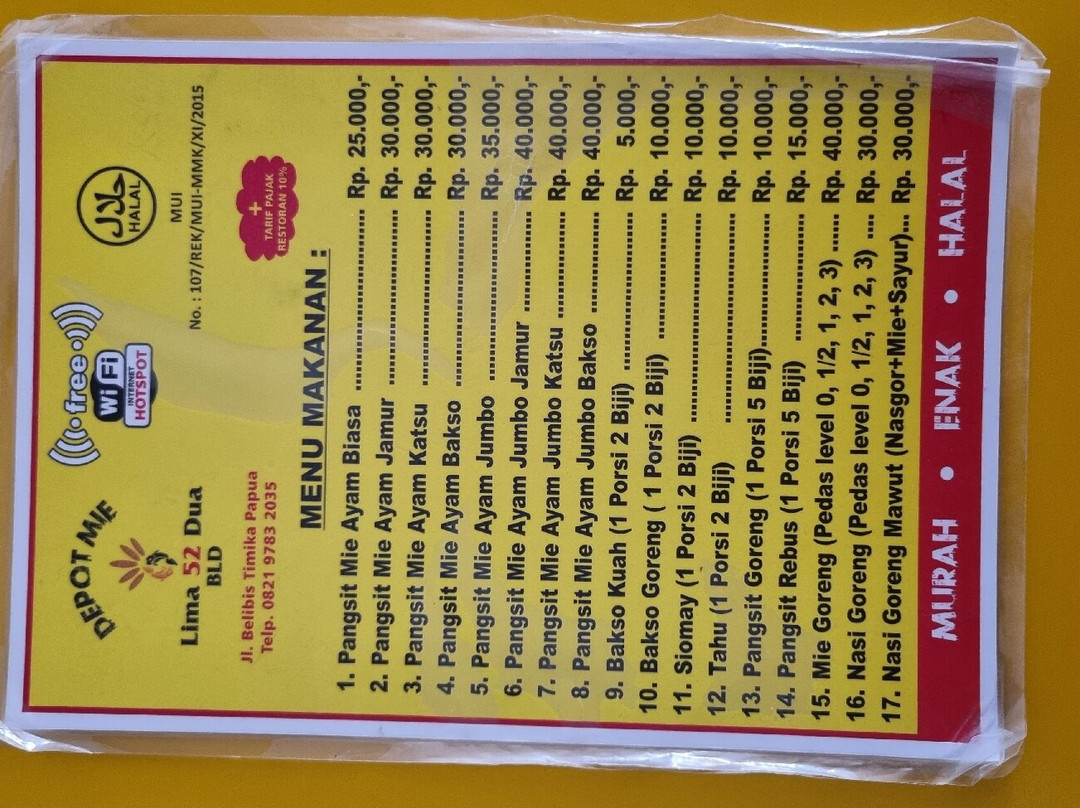 DEPOT MIE
Lima 52 Dua
BLD
Jl. Belibis Timika Papua
Telp. 0821 9783 2035
free
Wi Fi
INTERNET
HOTSPOT
حلال
HALAL
MUI
No. : 107/REK/MUI-MMK/XI/2015
+
TARIF PAJAK
RESTORAN 10%
MENU MAKANAN :
1. Pangsit Mie Ayam Biasa ........................ Rp. 25.000,-
2. Pangsit Mie Ayam Jamur ........................ Rp. 30.000,-
3. Pangsit Mie Ayam Katsu ........................ Rp. 30.000,-
4. Pangsit Mie Ayam Bakso ........................ Rp. 30.000,-
5. Pangsit Mie Ayam Jumbo ........................ Rp. 35.000,-
6. Pangsit Mie Ayam Jumbo Jamur .............. Rp. 40.000,-
7. Pangsit Mie Ayam Jumbo Katsu .............. Rp. 40.000,-
8. Pangsit Mie Ayam Jumbo Bakso .............. Rp. 40.000,-
9. Bakso Kuah (1 Porsi 2 Biji) ...................... Rp. 5.000,-
10. Bakso Goreng ( 1 Porsi 2 Biji) .................. Rp. 10.000,-
11. Siomay (1 Porsi 2 Biji) ............................. Rp. 10.000,-
12. Tahu (1 Porsi 2 Biji) ............................. Rp. 10.000,-
13. Pangsit Goreng (1 Porsi 5 Biji)................. Rp. 10.000,-
14. Pangsit Rebus (1 Porsi 5 Biji) .................. Rp. 15.000,-
15. Mie Goreng (Pedas level 0, 1/2, 1, 2, 3) ...... Rp. 40.000,-
16. Nasi Goreng (Pedas level 0, 1/2, 1, 2, 3) .... Rp. 30.000,-
17. Nasi Goreng Mawut (Nasgor+Mie+Sayur)... Rp. 30.000,-
MURAH • ENAK • HALAL